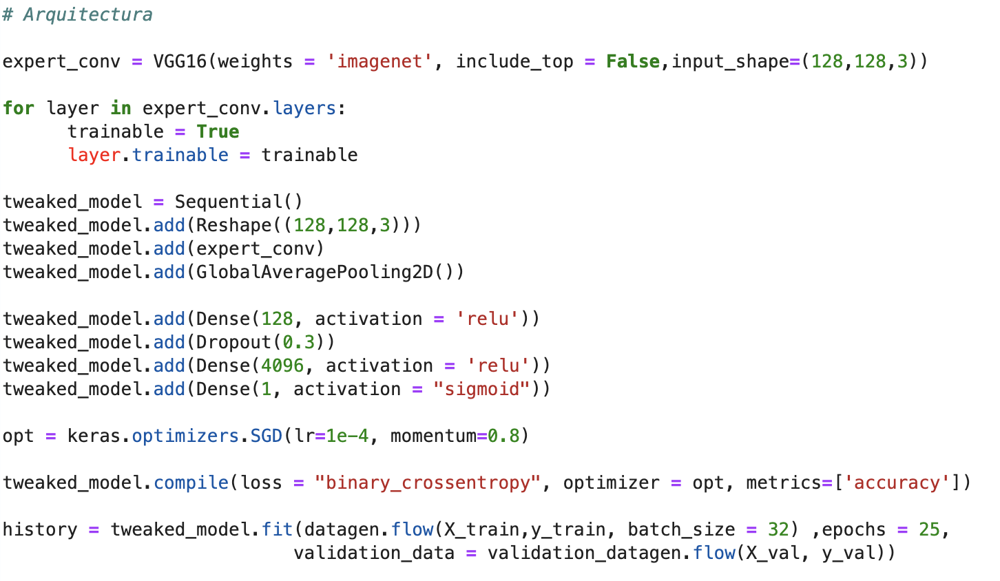 # Arquitectura
expert_conv = VGG16(weights = 'imagenet', include_top = False,input_shape=(128,128,3))
for layer in expert_conv.layers:
      trainable = True
      layer.trainable = trainable
tweaked_model = Sequential()
tweaked_model.add(Reshape((128,128,3)))
tweaked_model.add(expert_conv)
tweaked_model.add(GlobalAveragePooling2D())
tweaked_model.add(Dense(128, activation = 'relu'))
tweaked_model.add(Dropout(0.3))
tweaked_model.add(Dense(4096, activation = 'relu'))
tweaked_model.add(Dense(1, activation = "sigmoid"))
opt = keras.optimizers.SGD(lr=1e-4, momentum=0.8)
tweaked_model.compile(loss = "binary_crossentropy", optimizer = opt, metrics=['accuracy'])
history = tweaked_model.fit(datagen.flow(X_train,y_train, batch_size = 32) ,epochs = 25,
                           validation_data = validation_datagen.flow(X_val, y_val))